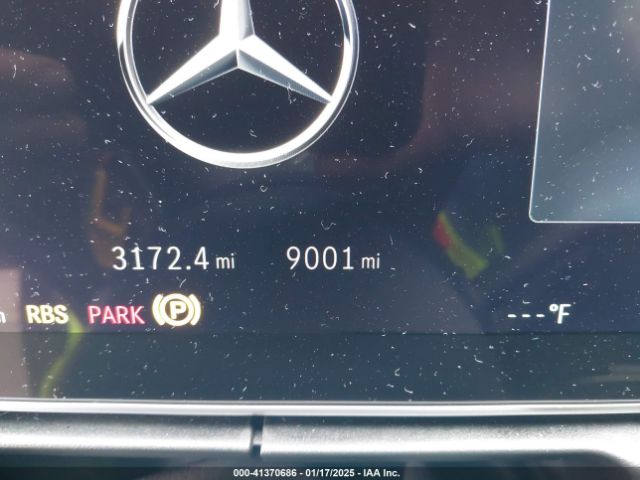 3172.4 mi 9001 mi
RBS PARK (P) ---°F
000-41370686 - 01/17/2025 - IAA Inc.